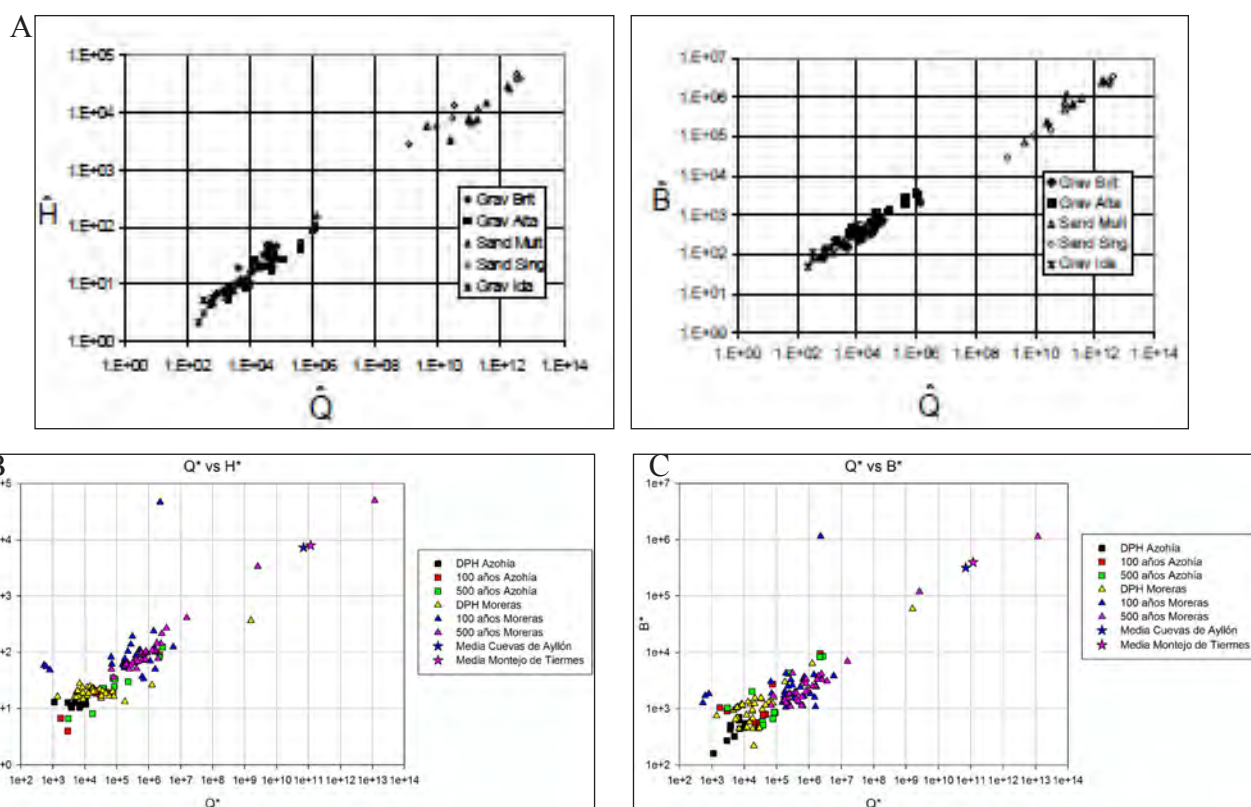 A
1.E+05
1.E+04
1.E+03
1.E+02
1.E+01
1.E+00
Ĥ
1.E+00 1.E+02 1.E+04 1.E+06 1.E+08 1.E+10 1.E+12 1.E+14
Q̂
Grav Brit
Grav Alta
Sand Mult
Sand Sing
Grav Ida
1.E+07
1.E+06
1.E+05
1.E+04
1.E+03
1.E+02
1.E+01
1.E+00
1.E+00 1.E+02 1.E+04 1.E+06 1.E+08 1.E+10 1.E+12 1.E+14
Q̂
Grav Brit
Grav Alta
Sand Mult
Sand Sing
Grav Ida
B
Q* vs H*
+5
+4
+3
+2
+1
+0
1e+2 1e+3 1e+4 1e+5 1e+6 1e+7 1e+8 1e+9 1e+10 1e+11 1e+12 1e+13 1e+14
Q*
DPH Azohía
100 años Azohía
500 años Azohía
DPH Moreras
100 años Moreras
500 años Moreras
Media Cuevas de Ayllón
Media Montejo de Tiermes
C
Q* vs B*
1e+7
1e+6
1e+5
1e+4
1e+3
1e+2
B*
1e+2 1e+3 1e+4 1e+5 1e+6 1e+7 1e+8 1e+9 1e+10 1e+11 1e+12 1e+13 1e+14
Q*
DPH Azohía
100 años Azohía
500 años Azohía
DPH Moreras
100 años Moreras
500 años Moreras
Media Cuevas de Ayllón
Media Montejo de Tiermes